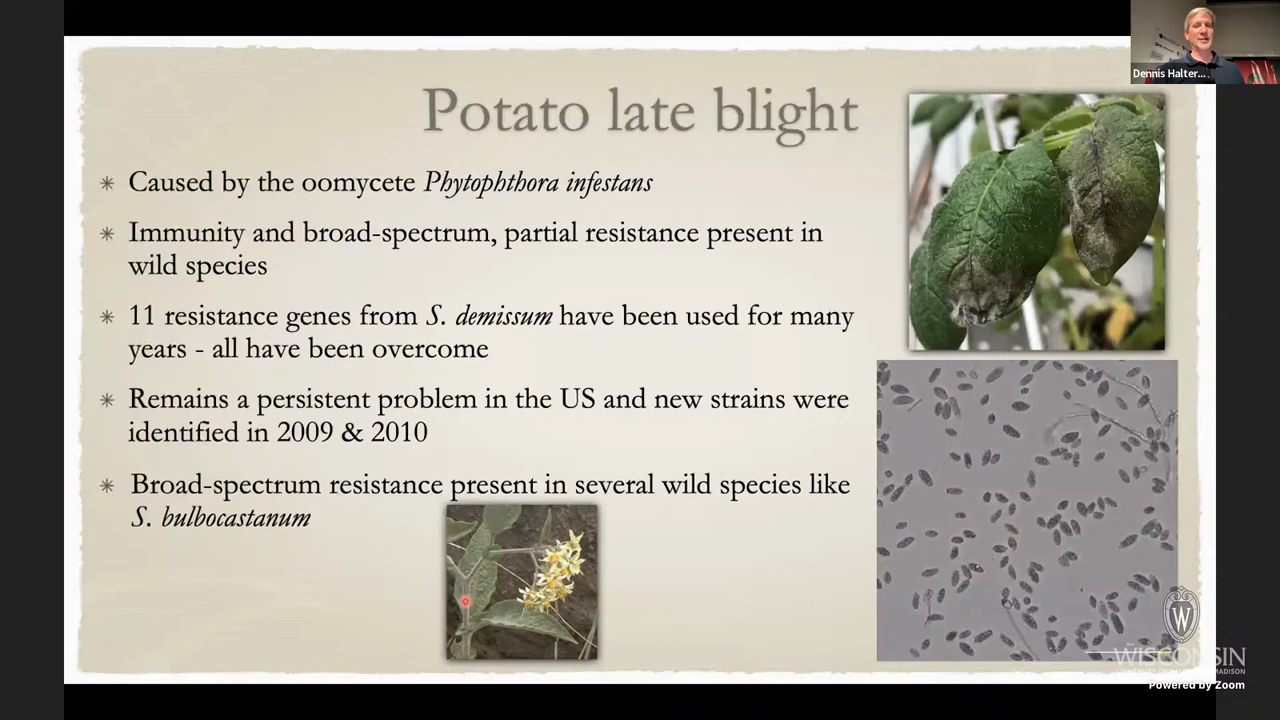 Dennis Halter...
Potato late blight
Caused by the oomycete Phytophthora infestans
Immunity and broad-spectrum, partial resistance present in
wild species
11 resistance genes from S. demissum have been used for many
years - all have been overcome
Remains a persistent problem in the US and new strains were
identified in 2009 & 2010
Broad-spectrum resistance present in several wild species like
S. bulbocastanum
W
WISCONSIN
Powered by Zoom